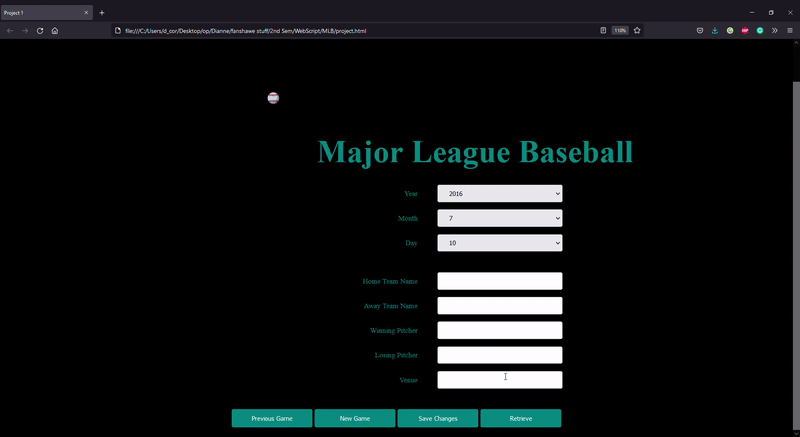 Project 1
file:///C:/Users/d_cor/Desktop/op/Dianne/fanshawe stuff/2nd Sem/WebScript/MLB/project.html
110%
Major League Baseball
Year 2016
Month 7
Day 10
Home Team Name
Away Team Name
Winning Pitcher
Losing Pitcher
Venue
Previous Game New Game Save Changes Retrieve